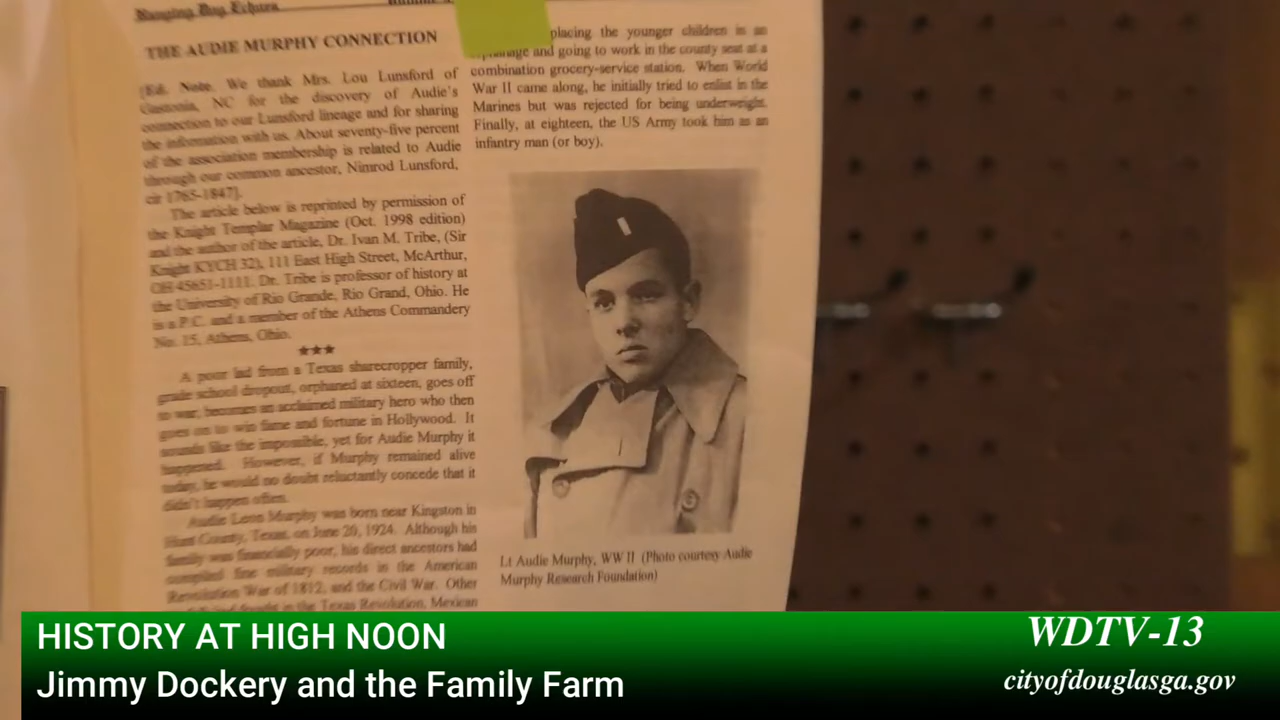 Hanging Dog Echoes
THE AUDIE MURPHY CONNECTION
(Ed. Note. We thank Mrs. Lou Lunsford of
Gastonia, NC for the discovery of Audie's
connection to our Lunsford lineage and for sharing
the information with us. About seventy-five percent
of the association membership is related to Audie
through our common ancestor, Nimrod Lunsford,
cir 1765-1847].
The article below is reprinted by permission of
the Knight Templar Magazine (Oct. 1998 edition)
and the author of the article, Dr. Ivan M. Tribe, (Sir
Knight KYCH 32), 111 East High Street, McArthur,
OH 45651-1111. Dr. Tribe is professor of history at
the University of Rio Grande, Rio Grand, Ohio. He
is a P.C. and a member of the Athens Commandery
No. 15, Athens, Ohio.
***
A poor lad from a Texas sharecropper family,
grade school dropout, orphaned at sixteen, goes off
to war, becomes an acclaimed military hero who then
goes on to win fame and fortune in Hollywood. It
sounds like the impossible, yet for Audie Murphy it
happened. However, if Murphy remained alive
today, he would no doubt reluctantly concede that it
didn't happen often.
Audie Leon Murphy was born near Kingston in
Hunt County, Texas, on June 20, 1924. Although his
family was financially poor, his direct ancestors had
compiled fine military records in the American
Revolution War of 1812, and the Civil War. Other
fought in the Texas Revolution, Mexican
placing the younger children in an
orphanage and going to work in the county seat at a
combination grocery-service station. When World
War II came along, he initially tried to enlist in the
Marines but was rejected for being underweight.
Finally, at eighteen, the US Army took him as an
infantry man (or boy).
Lt Audie Murphy, WW II (Photo courtesy Audie
Murphy Research Foundation)
HISTORY AT HIGH NOON
Jimmy Dockery and the Family Farm
WDTV-13
cityofdouglasga.gov